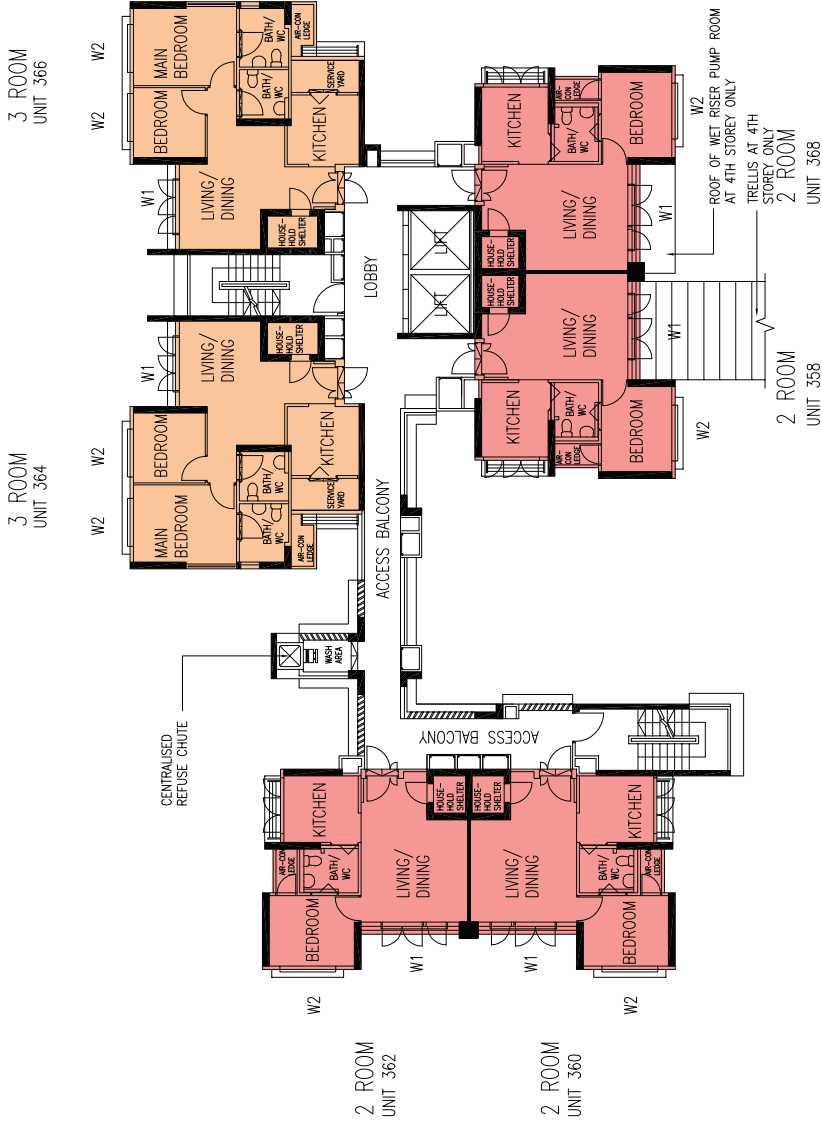 3 ROOM
UNIT 366
W2
W2
MAIN
BEDROOM
BEDROOM
BATH/
WC
BATH/
WC
AIR-CON
LEDGE
SERVICE
YARD
KITCHEN
W1
LIVING/
DINING
HOUSE-
HOLD
SHELTER
3 ROOM
UNIT 364
W2
W2
MAIN
BEDROOM
BEDROOM
BATH/
WC
BATH/
WC
AIR-CON
LEDGE
SERVICE
YARD
KITCHEN
W1
LIVING/
DINING
HOUSE-
HOLD
SHELTER
LOBBY
LIFT
LIFT
ACCESS BALCONY
CENTRALISED
REFUSE CHUTE
WASH
AREA
ACCESS BALCONY
KITCHEN
AIR-CON
LEDGE
BATH/
WC
BEDROOM
LIVING/
DINING
HOUSE-
HOLD
SHELTER
W2
W1
ROOF OF WET RISER PUMP ROOM
AT 4TH STOREY ONLY
TRELLIS AT 4TH
STOREY ONLY
2 ROOM
UNIT 368
HOUSE-
HOLD
SHELTER
LIVING/
DINING
KITCHEN
BATH/
WC
AIR-CON
LEDGE
BEDROOM
W1
W2
2 ROOM
UNIT 358
KITCHEN
AIR-CON
LEDGE
BATH/
WC
BEDROOM
LIVING/
DINING
HOUSE-
HOLD
SHELTER
W2
W1
2 ROOM
UNIT 362
HOUSE-
HOLD
SHELTER
LIVING/
DINING
KITCHEN
BATH/
WC
AIR-CON
LEDGE
BEDROOM
W1
W2
2 ROOM
UNIT 360